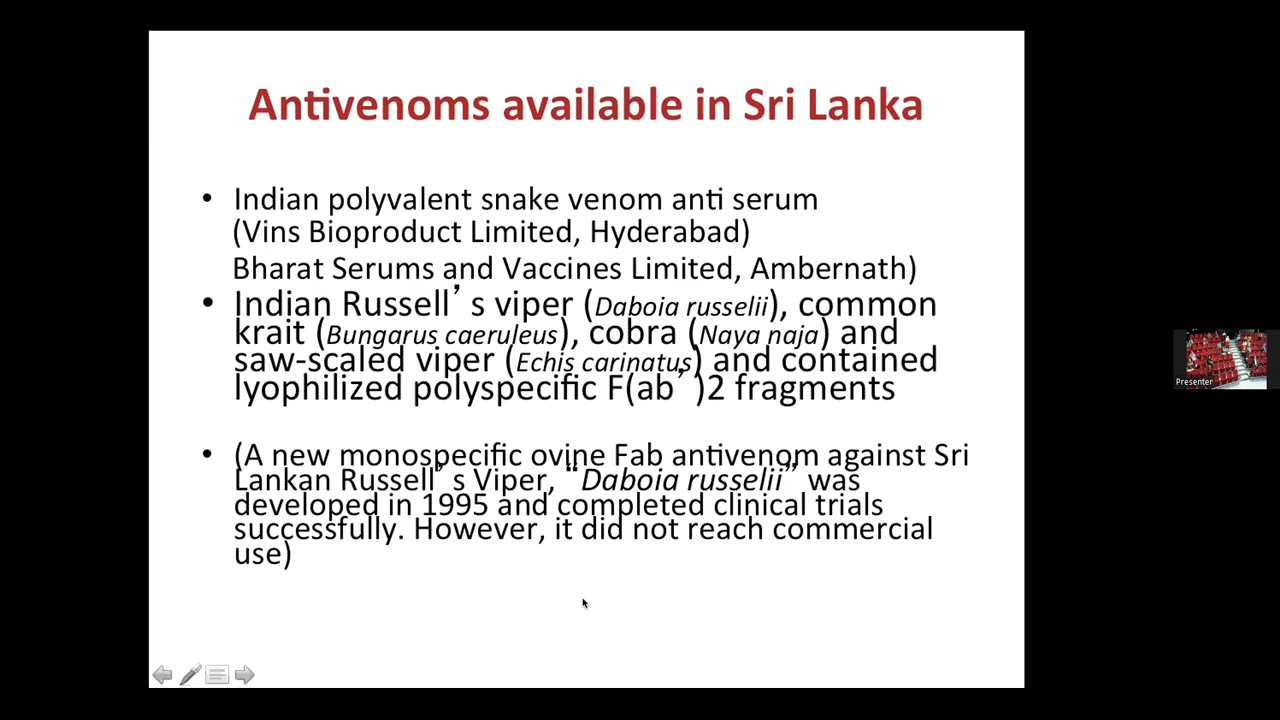 Antivenoms available in Sri Lanka
• Indian polyvalent snake venom anti serum
(Vins Bioproduct Limited, Hyderabad)
Bharat Serums and Vaccines Limited, Ambernath)
• Indian Russell’s viper (Daboia russelii), common
krait (Bungarus caeruleus), cobra (Naya naja) and
saw-scaled viper (Echis carinatus) and contained
lyophilized polyspecific F(ab’)2 fragments
• (A new monospecific ovine Fab antivenom against Sri
Lankan Russell’s Viper, “Daboia russelii” was
developed in 1995 and completed clinical trials
successfully. However, it did not reach commercial
use)
Presenter